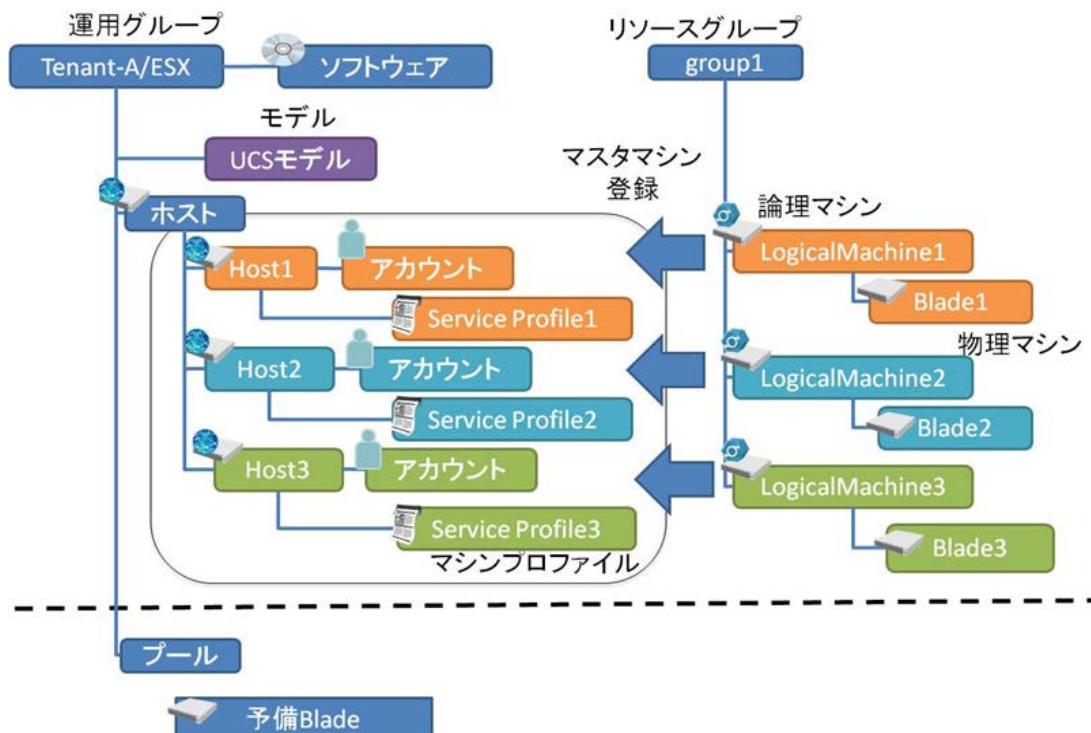 運用グループ
リソースグループ
Tenant-A/ESX
ソフトウェア
group1
モデル
UCSモデル
マスタマシン
登録
ホスト
論理マシン
Host1
アカウント
LogicalMachine1
Service Profile1
Blade1
物理マシン
Host2
アカウント
LogicalMachine2
Service Profile2
Blade2
Host3
アカウント
LogicalMachine3
Service Profile3
Blade3
マシンプロファイル
プール
予備Blade